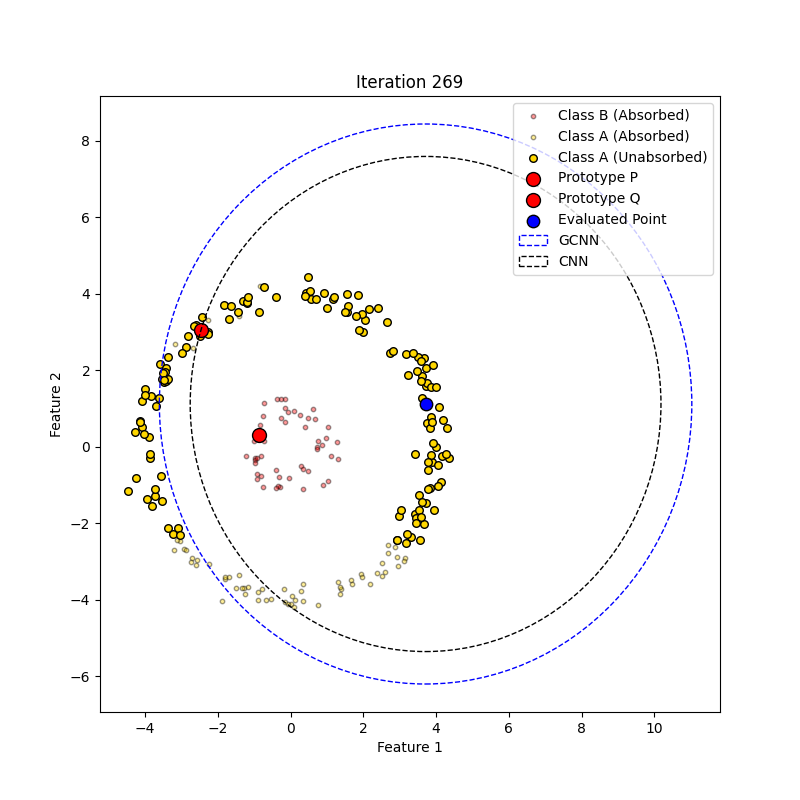 Iteration 269
Class B (Absorbed)
Class A (Absorbed)
Class A (Unabsorbed)
Prototype P
Prototype Q
Evaluated Point
GCNN
CNN
Feature 2
8
6
4
2
0
−2
−4
−6
−4
−2
0
2
4
6
8
10
Feature 1